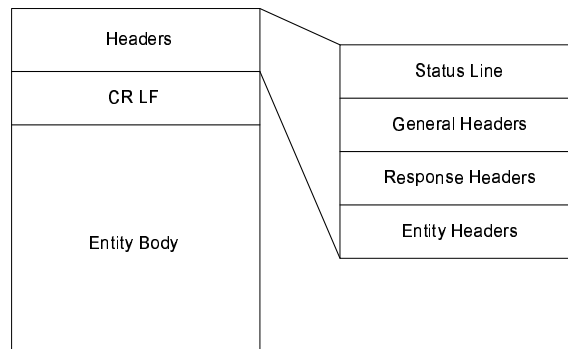 Headers
CR LF
Entity Body
Status Line
General Headers
Response Headers
Entity Headers